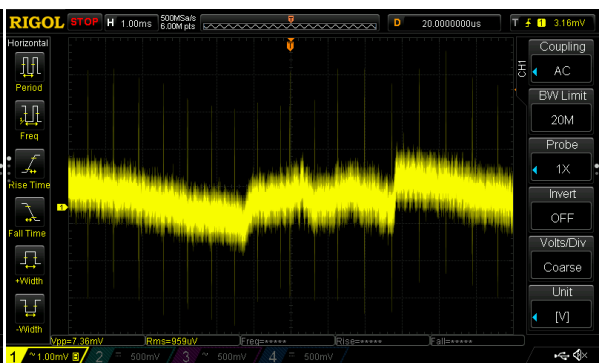 RIGOL STOP H 1.00ms 500MSa/s 6.00M pts D 20.0000000us T 1 3.16mV
Horizontal
Period
Freq
Rise Time
Fall Time
+Width
-Width
T
1
CH1
Coupling
AC
BW Limit
20M
Probe
1X
Invert
OFF
Volts/Div
Coarse
Unit
[V]
Vpp=7.36mV Rms=959uV Freq=***** Rise=***** Fall=*****
1 ~ 1.00mV B 2 = 500mV 3 ~ 500mV 4 = 500mV